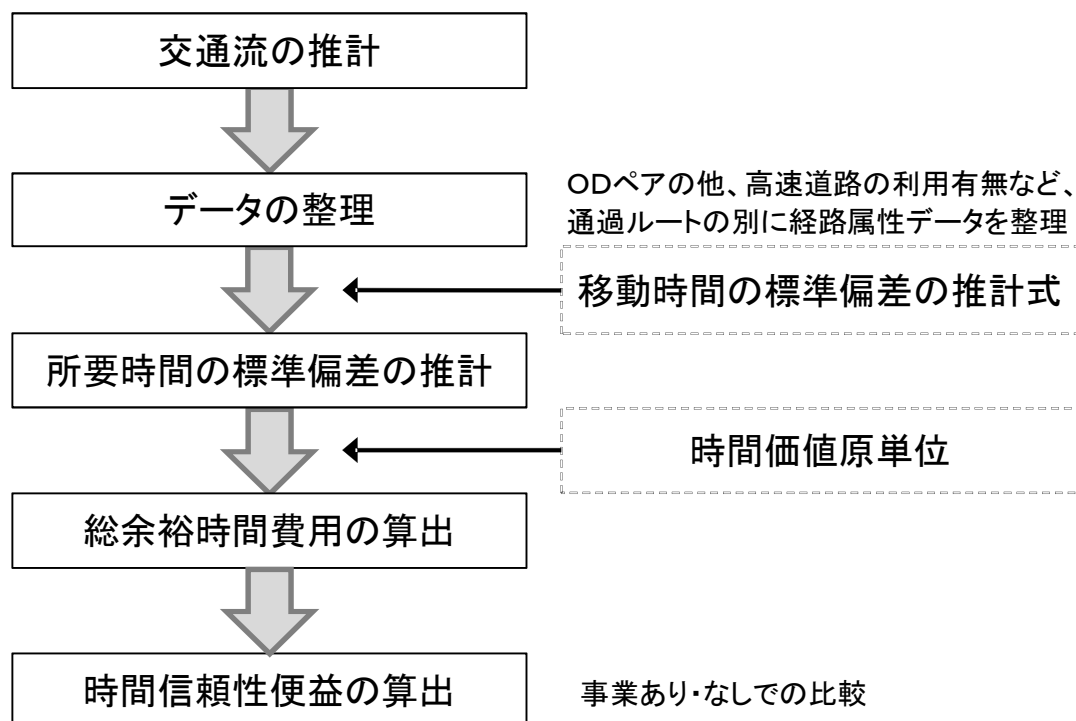 交通流の推計
データの整理
ODペアの他、高速道路の利用有無など、
通過ルートの別に経路属性データを整理
移動時間の標準偏差の推計式
所要時間の標準偏差の推計
時間価値原単位
総余裕時間費用の算出
時間信頼性便益の算出
事業あり・なしでの比較